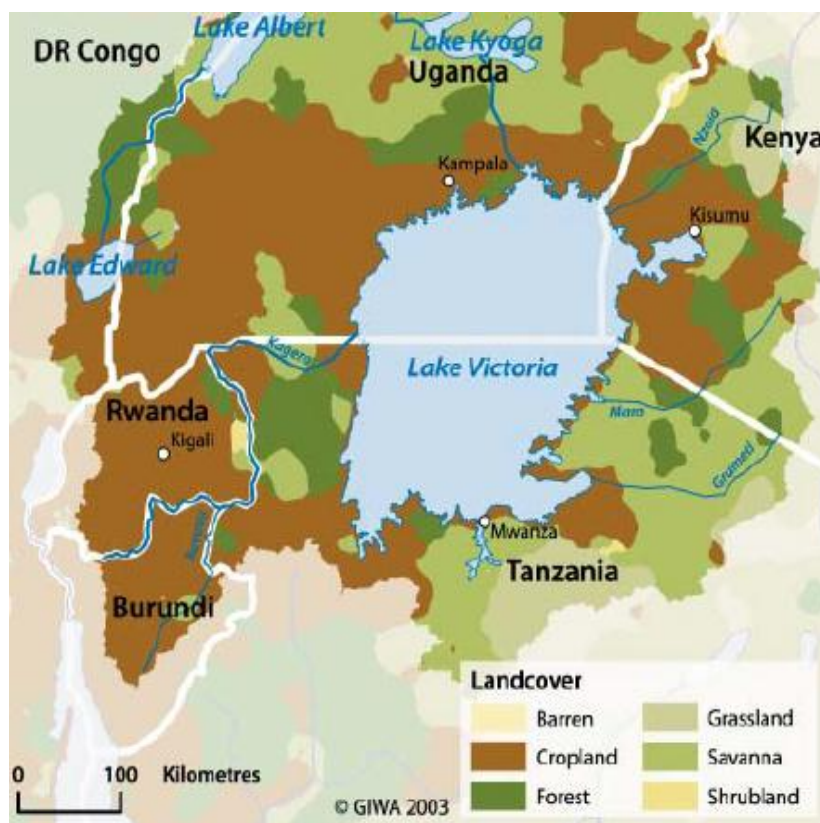 Lake Albert
Lake Kyoga
DR Congo
Uganda
Nzoia
Kenya
Kampala
Kisumu
Lake Edward
Kagera
Lake Victoria
Rwanda
Mara
Kigali
Grumeti
Mwanza
Tanzania
Burundi
Landcover
Barren
Grassland
Cropland
Savanna
Forest
Shrubland
0 100 Kilometres
© GIWA 2003